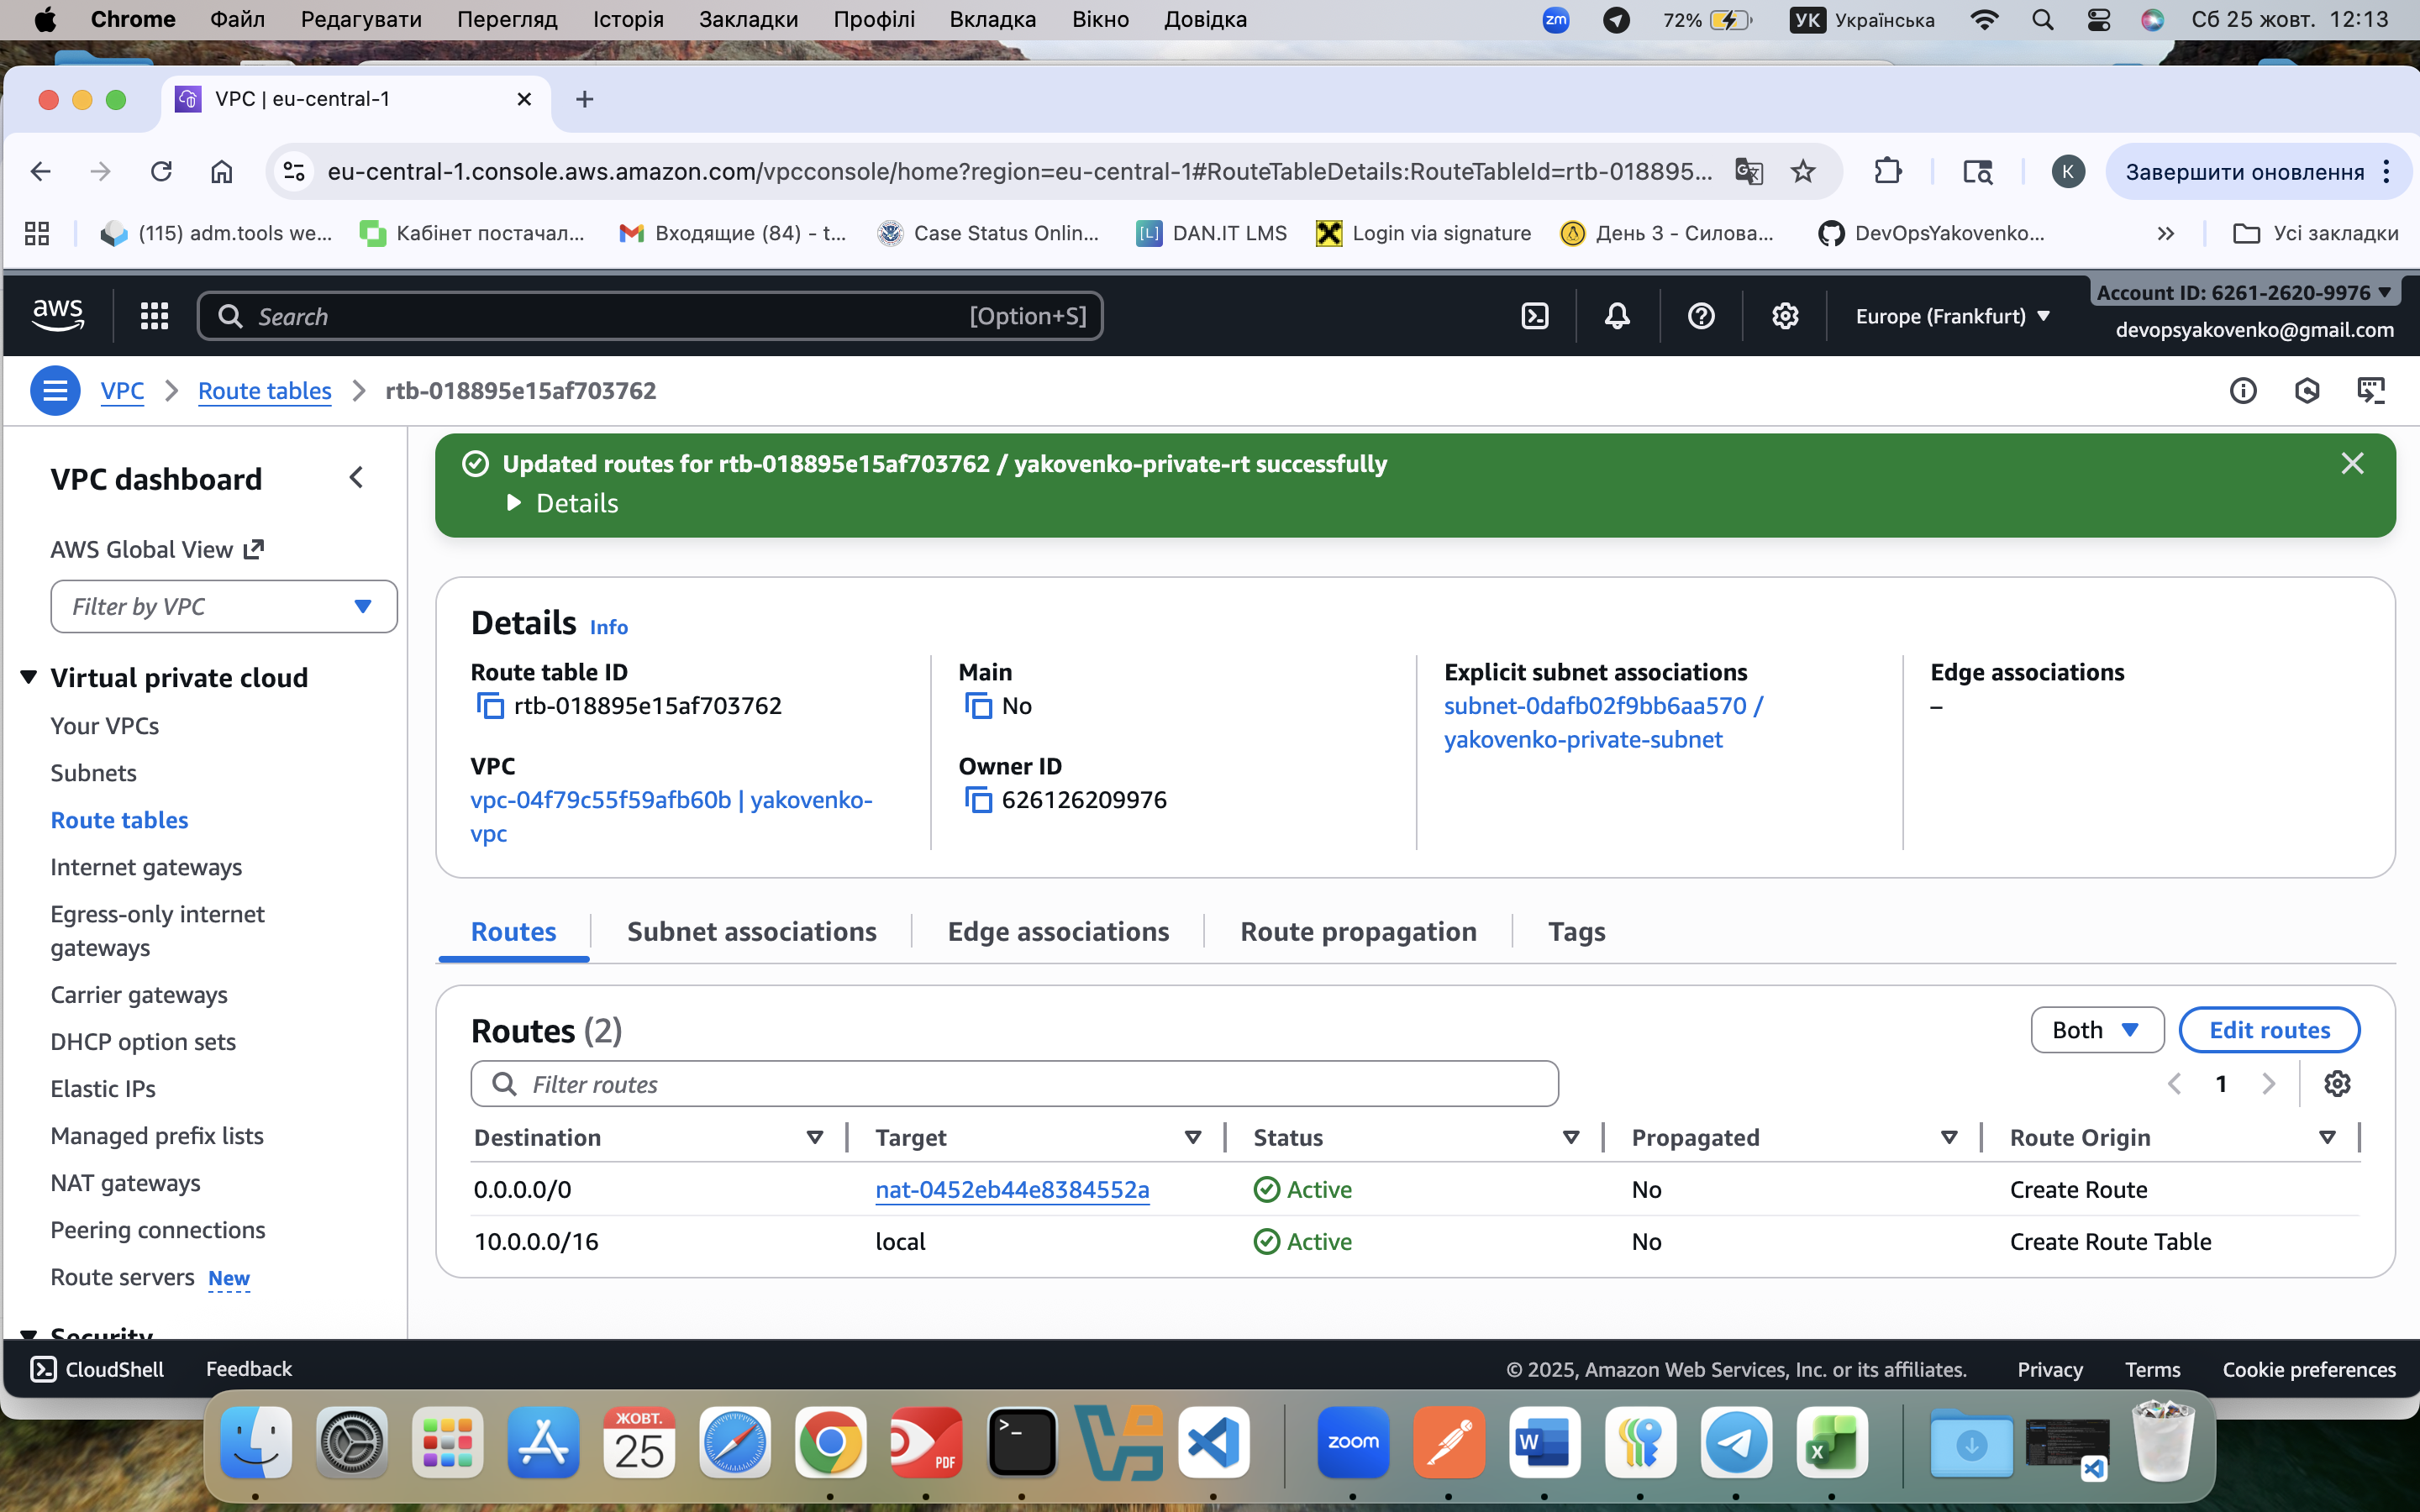 Chrome Файл Редагувати Перегляд Історія Закладки Профілі Вкладка Вікно Довідка zm 72% УК Українська Сб 25 жовт. 12:13
VPC | eu-central-1
eu-central-1.console.aws.amazon.com/vpcconsole/home?region=eu-central-1#RouteTableDetails:RouteTableId=rtb-018895... K Завершити оновлення
(115) adm.tools we... Кабінет постачал... Входящие (84) - t... Case Status Onlin... [L] DAN.IT LMS Login via signature День 3 - Силова... DevOpsYakovenko... Усі закладки
aws Search [Option+S] Europe (Frankfurt) Account ID: 6261-2620-9976
devopsyakovenko@gmail.com
VPC Route tables rtb-018895e15af703762
VPC dashboard
AWS Global View
Filter by VPC
Virtual private cloud
Your VPCs
Subnets
Route tables
Internet gateways
Egress-only internet
gateways
Carrier gateways
DHCP option sets
Elastic IPs
Managed prefix lists
NAT gateways
Peering connections
Route servers New
Security
Updated routes for rtb-018895e15af703762 / yakovenko-private-rt successfully
Details
Details Info
Route table ID
rtb-018895e15af703762
VPC
vpc-04f79c55f59afb60b | yakovenko-
vpc
Main
No
Owner ID
626126209976
Explicit subnet associations
subnet-0dafb02f9bb6aa570 /
yakovenko-private-subnet
Edge associations
–
Routes Subnet associations Edge associations Route propagation Tags
Routes (2) Both Edit routes
Filter routes 1
Destination Target Status Propagated Route Origin
0.0.0.0/0 nat-0452eb44e8384552a Active No Create Route
10.0.0.0/16 local Active No Create Route Table
CloudShell Feedback © 2025, Amazon Web Services, Inc. or its affiliates. Privacy Terms Cookie preferences
ЖОВТ.
25
PDF
zoom
W
X